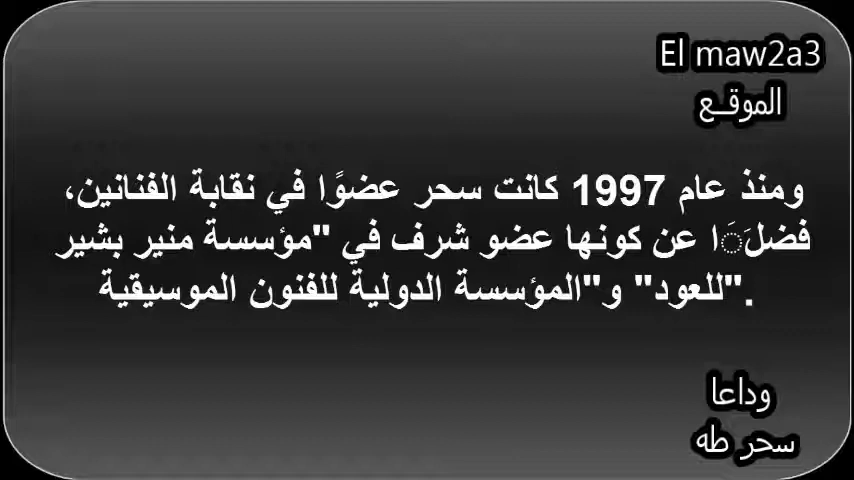 El maw2a3
الموقـع
ومنذ عام 1997 كانت سحر عضوًا في نقابة الفنانين،
فضلَ◌َا عن كونها عضو شرف في "مؤسسة منير بشير
للعود" و"المؤسسة الدولية للفنون الموسيقية".
وداعا
سحر طه